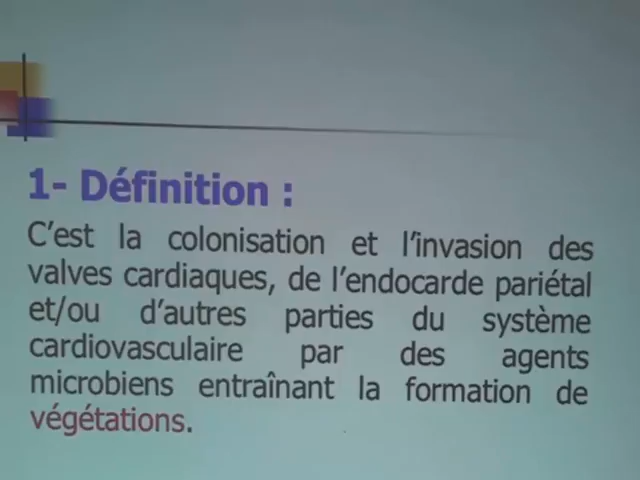 1- Définition :
C'est la colonisation et l'invasion des
valves cardiaques, de l'endocarde pariétal
et/ou d'autres parties du système
cardiovasculaire par des agents
microbiens entraînant la formation de
végétations.